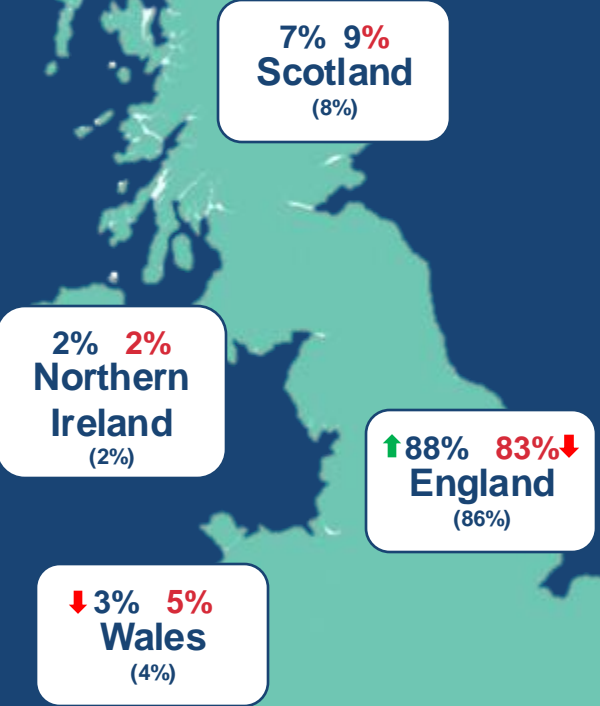 7% 9%
Scotland
(8%)
2% 2%
Northern
Ireland
(2%)
88% 83%
England
(86%)
3% 5%
Wales
(4%)